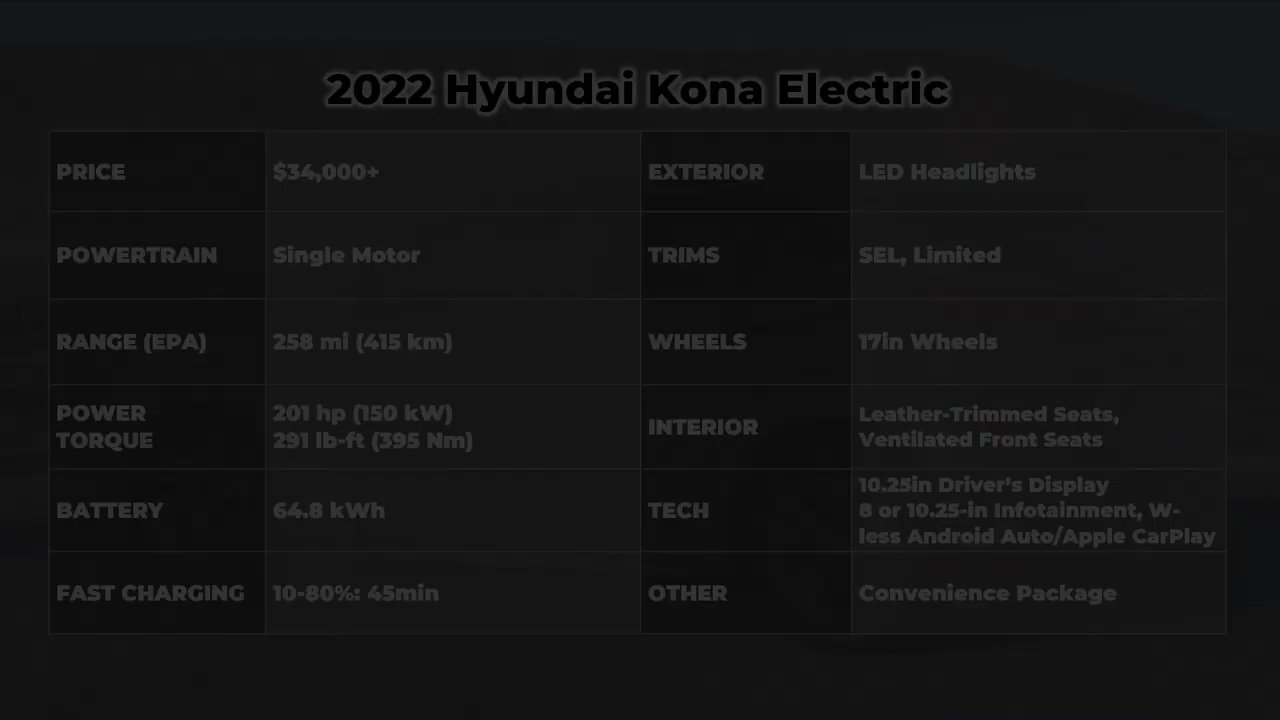 2022 Hyundai Kona Electric
PRICE
$34,000+
EXTERIOR
LED Headlights
POWERTRAIN
Single Motor
TRIMS
SEL, Limited
RANGE (EPA)
258 mi (415 km)
WHEELS
17in Wheels
POWER
TORQUE
201 hp (150 kW)
291 lb-ft (395 Nm)
INTERIOR
Leather-Trimmed Seats,
Ventilated Front Seats
BATTERY
64.8 kWh
TECH
10.25in Driver's Display
8 or 10.25-in Infotainment, W-
less Android Auto/Apple CarPlay
FAST CHARGING
10-80%: 45min
OTHER
Convenience Package